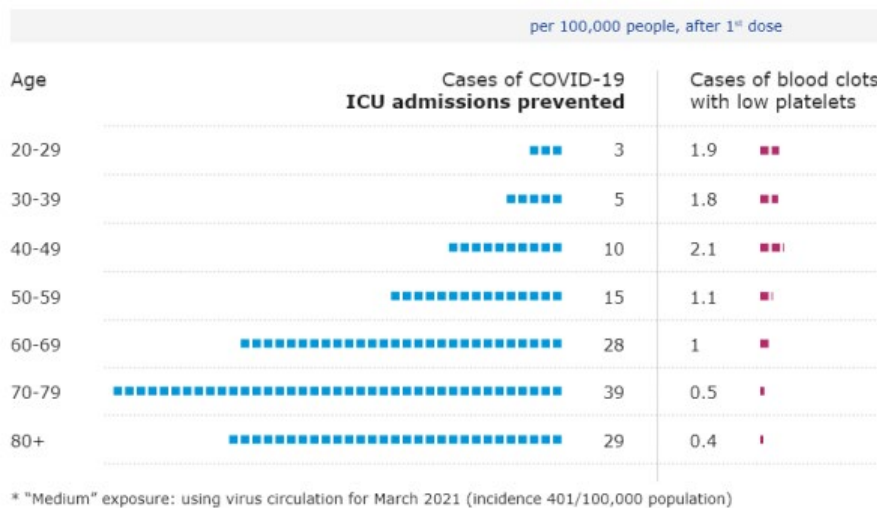 per 100,000 people, after 1st dose
Age Cases of COVID-19 Cases of blood clots
ICU admissions prevented with low platelets
20-29 3 1.9
30-39 5 1.8
40-49 10 2.1
50-59 15 1.1
60-69 28 1
70-79 39 0.5
80+ 29 0.4
* "Medium" exposure: using virus circulation for March 2021 (incidence 401/100,000 population)